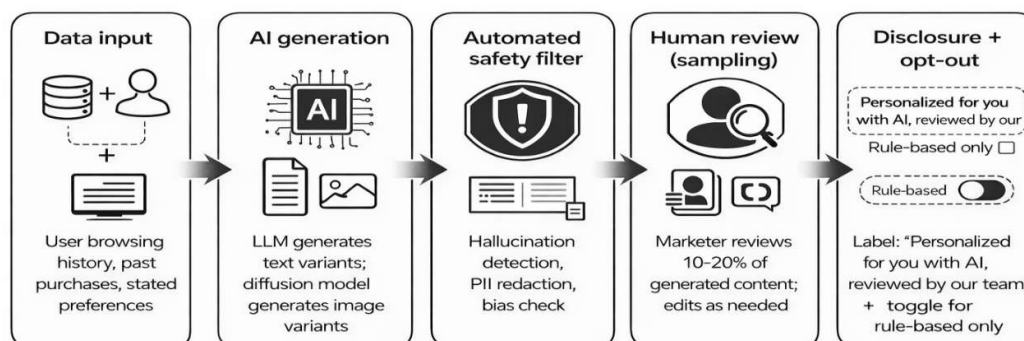 Data input
User browsing
history, past
purchases, stated
preferences
AI generation
AI
LLM generates
text variants;
diffusion model
generates image
variants
Automated
safety filter
Hallucination
detection,
PII redaction,
bias check
Human review
(sampling)
Marketer reviews
10–20% of
generated content;
edits as needed
Disclosure +
opt-out
Personalized for you
with AI, reviewed by our
Rule-based only
Rule-based
Label: “Personalized
for you with AI,
reviewed by our team
+ toggle for
rule-based only